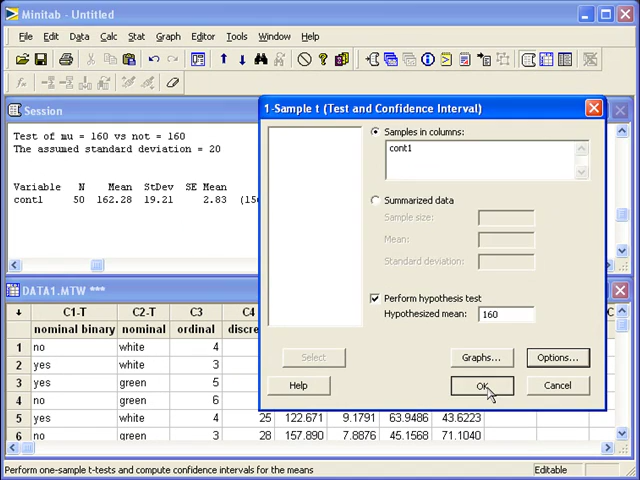 Minitab - Untitled
File Edit Data Calc Stat Graph Editor Tools Window Help
Session
Test of mu = 160 vs not = 160
The assumed standard deviation = 20
Variable N Mean StDev SE Mean
cont1 50 162.28 19.21 2.83
1-Sample t (Test and Confidence Interval)
Samples in columns:
cont1
Summarized data
Sample size:
Mean:
Standard deviation:
Perform hypothesis test
Hypothesized mean: 160
Select Graphs... Options...
Help OK Cancel
DATA1.MTW ***
C1-T C2-T C3 C4
nominal binary nominal ordinal discre
1 no white 4
2 yes white 3
3 yes green 5
4 no green 6
5 yes white 4 25 122.671 9.1791 63.9486 43.6223
6 no green 3 28 157.890 7.8876 45.1568 71.1040
Perform one-sample t-tests and compute confidence intervals for the means Editable